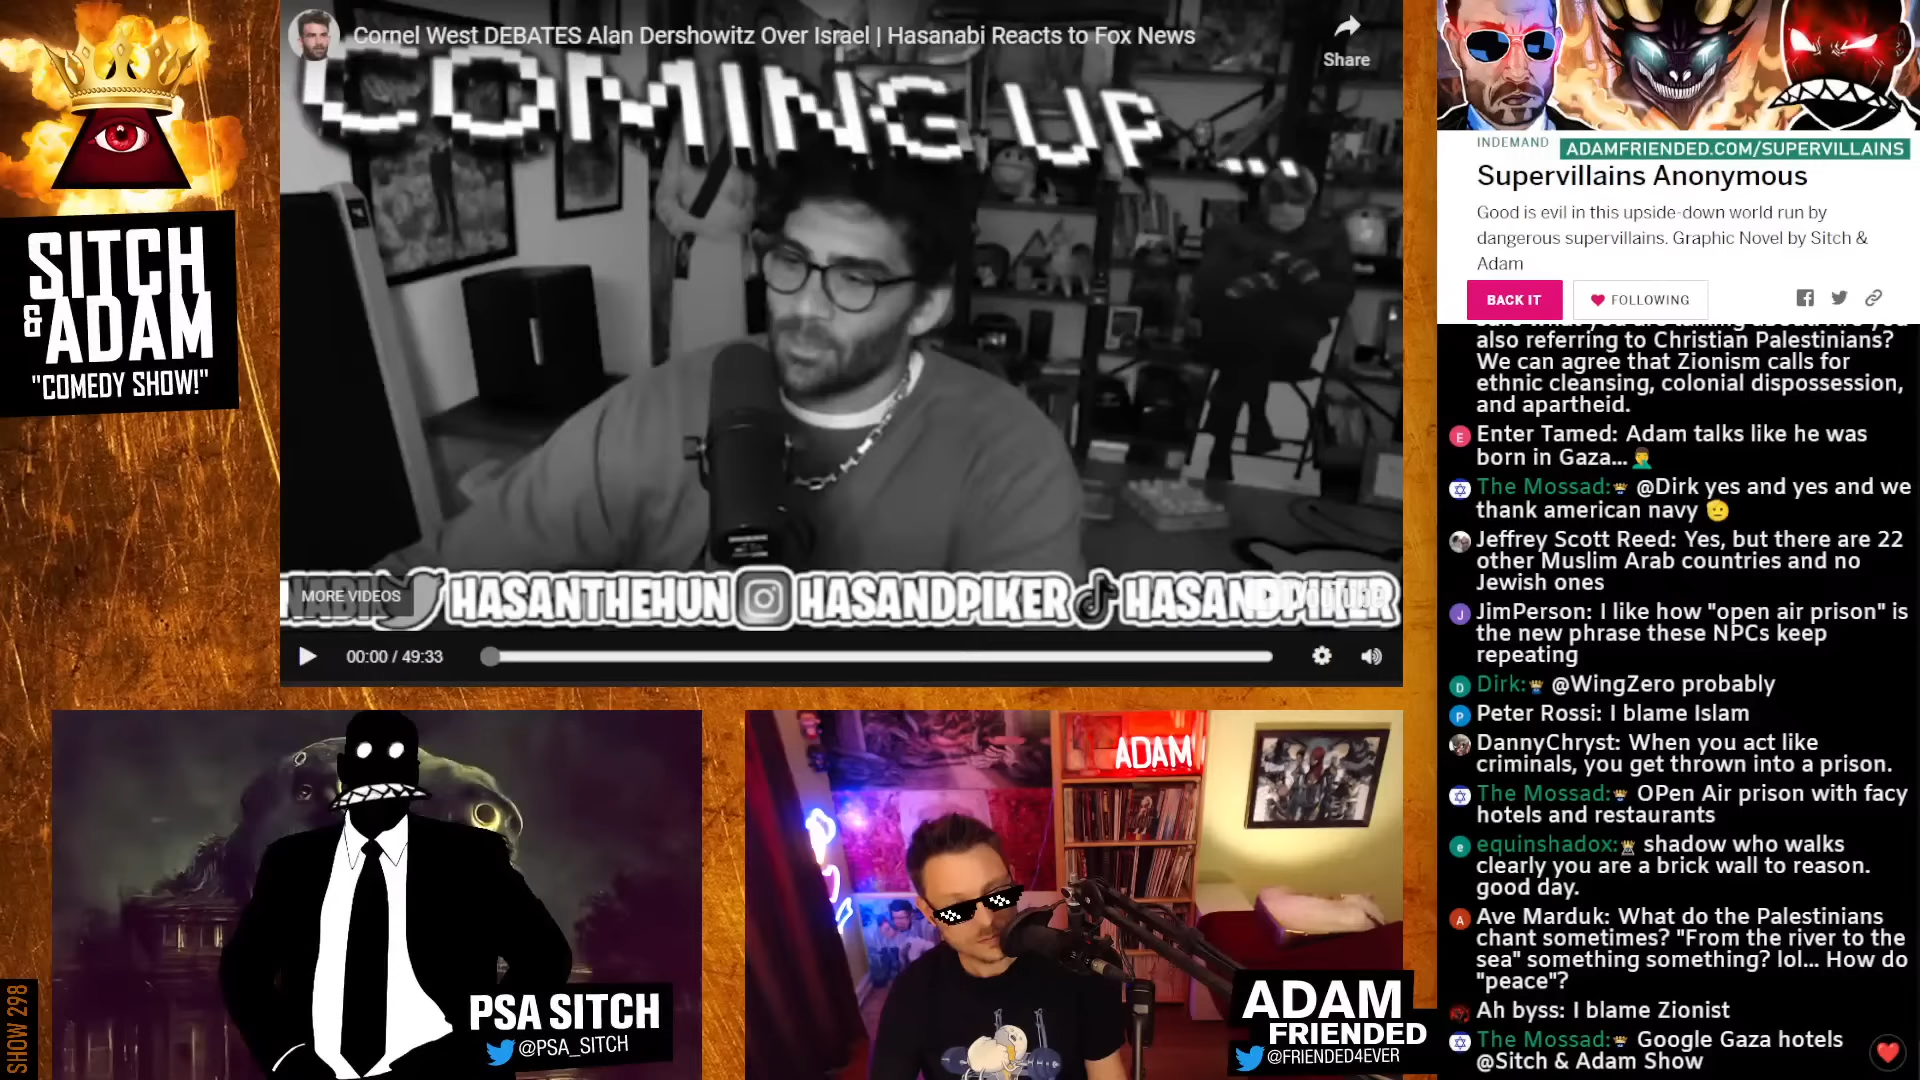 SITCH
& ADAM
"COMEDY SHOW!"
SHOW 298
Cornel West DEBATES Alan Dershowitz Over Israel | Hasanabi Reacts to Fox News
Share
COMING UP ...
MORE VIDEOS
HASANTHEHUN HASANDPIKER HASANDPIKER
00:00 / 49:33
PSA SITCH
@PSA_SITCH
ADAM
ADAM
FRIENDED
@FRIENDED4EVER
INDEMAND
ADAMFRIENDED.COM/SUPERVILLAINS
Supervillains Anonymous
Good is evil in this upside-down world run by
dangerous supervillains. Graphic Novel by Sitch &
Adam
BACK IT
FOLLOWING
also referring to Christian Palestinians?
We can agree that Zionism calls for
ethnic cleansing, colonial dispossession,
and apartheid.
E Enter Tamed: Adam talks like he was
born in Gaza...🤦‍♂️
The Mossad: @Dirk yes and yes and we
thank american navy 🫡
Jeffrey Scott Reed: Yes, but there are 22
other Muslim Arab countries and no
Jewish ones
J JimPerson: I like how "open air prison" is
the new phrase these NPCs keep
repeating
D Dirk: @WingZero probably
P Peter Rossi: I blame Islam
DannyChryst: When you act like
criminals, you get thrown into a prison.
The Mossad: OPen Air prison with facy
hotels and restaurants
e equinshadox: shadow who walks
clearly you are a brick wall to reason.
good day.
A Ave Marduk: What do the Palestinians
chant sometimes? "From the river to the
sea" something something? lol... How do
"peace"?
Ah byss: I blame Zionist
The Mossad: Google Gaza hotels
@Sitch & Adam Show